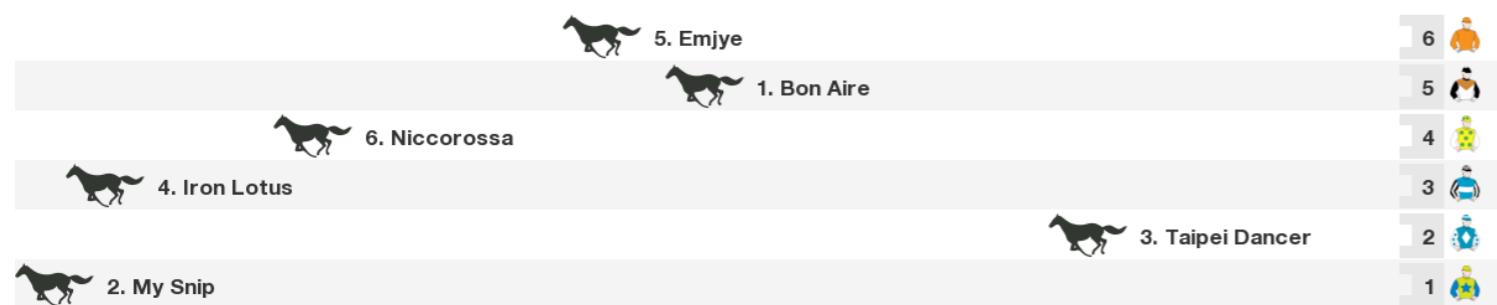 5. Emjye 6
1. Bon Aire 5
6. Niccorossa 4
4. Iron Lotus 3
3. Taipei Dancer 2
2. My Snip 1